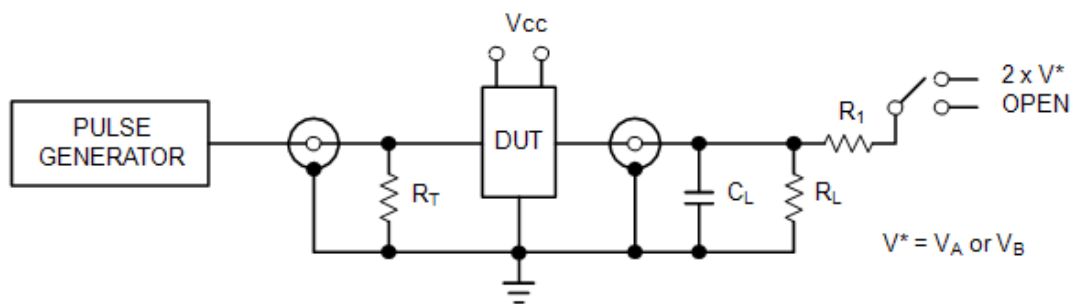 Vcc
2 x V*
OPEN
R1
PULSE
GENERATOR
DUT
RT
CL
RL
V* = VA or VB